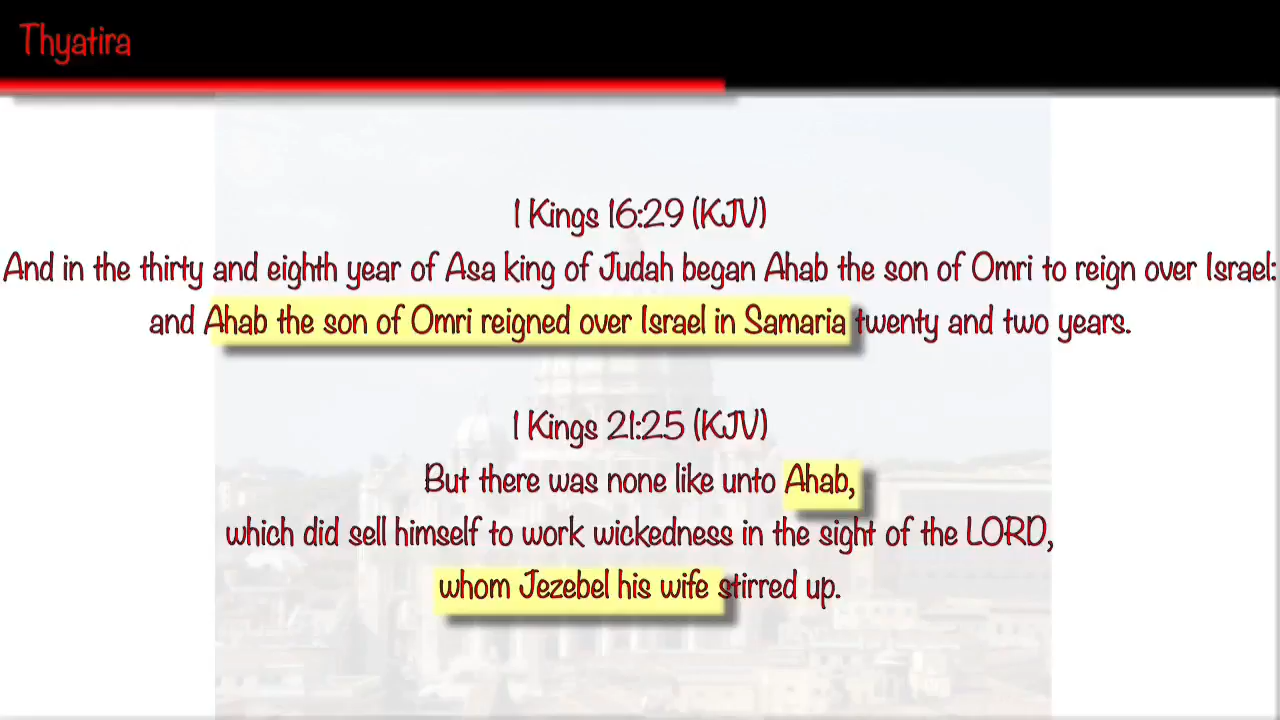 Thyatira
1 Kings 16:29 (KJV)
And in the thirty and eighth year of Asa king of Judah began Ahab the son of Omri to reign over Israel:
and Ahab the son of Omri reigned over Israel in Samaria twenty and two years.
1 Kings 21:25 (KJV)
But there was none like unto Ahab,
which did sell himself to work wickedness in the sight of the LORD,
whom Jezebel his wife stirred up.